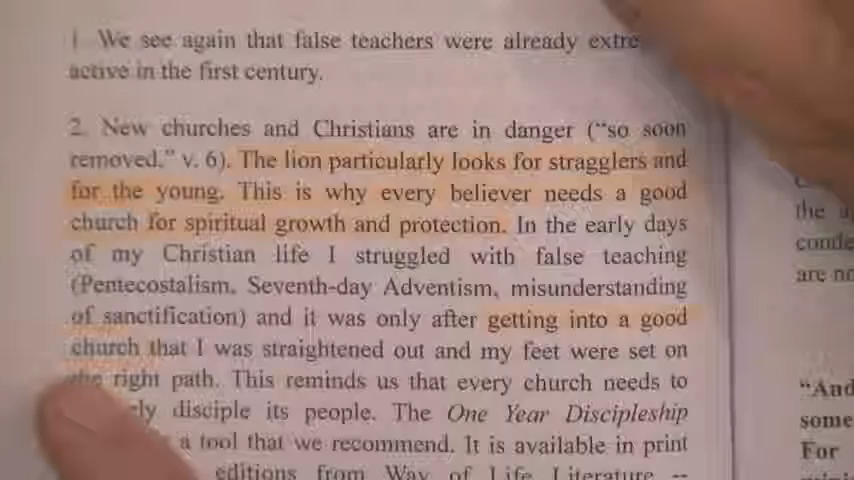 1. We see again that false teachers were already
active in the first century.
2. New churches and Christians are in danger (“so soon
removed,” v. 6). The lion particularly looks for stragglers and
for the young. This is why every believer needs a good
church for spiritual growth and protection. In the early days
of my Christian life I struggled with false teaching
(Pentecostalism, Seventh-day Adventism, misunderstanding
of sanctification) and it was only after getting into a good
church that I was straightened out and my feet were set on
the right path. This reminds us that every church needs to
disciple its people. The One Year Discipleship
a tool that we recommend. It is available in print
editions from Way of Life Literature --
the
are
“And
some
For